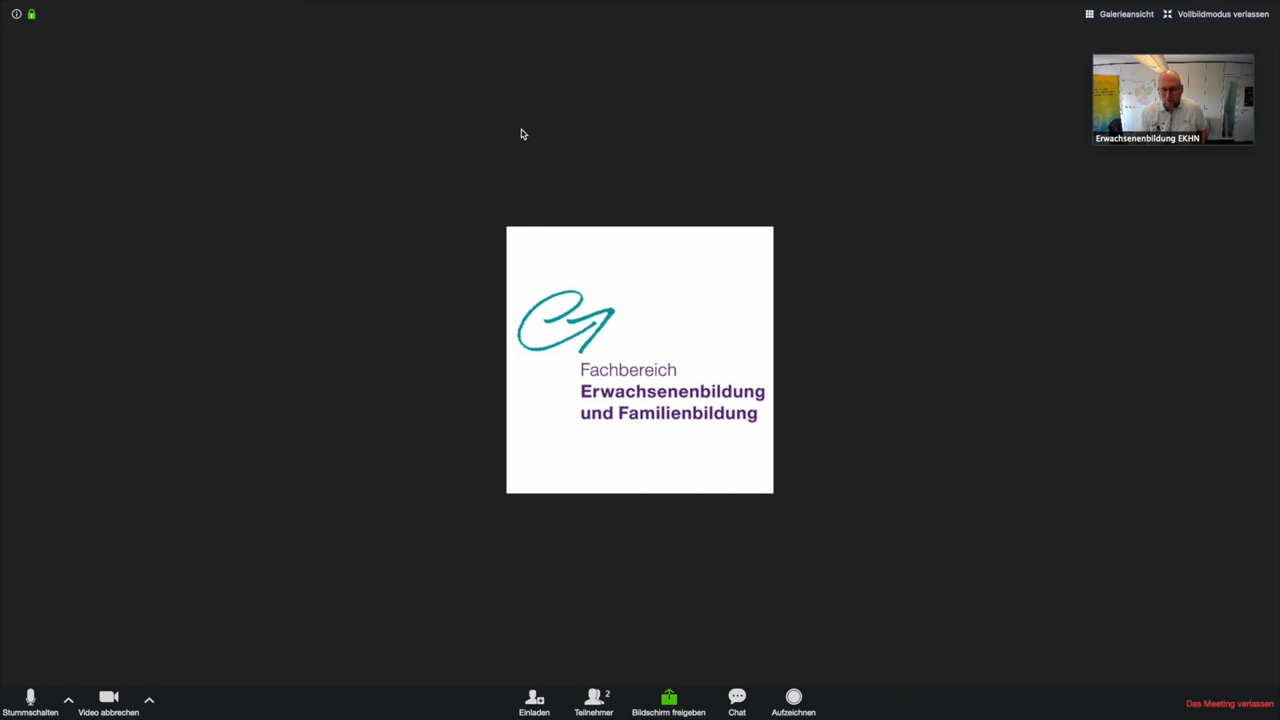 Galerieansicht
Vollbildmodus verlassen
Erwachsenenbildung EKHN
Fachbereich
Erwachsenenbildung
und Familienbildung
Stummschalten
Video abbrechen
Einladen
2
Teilnehmer
Bildschirm freigeben
Chat
Aufzeichnen
Das Meeting verlassen